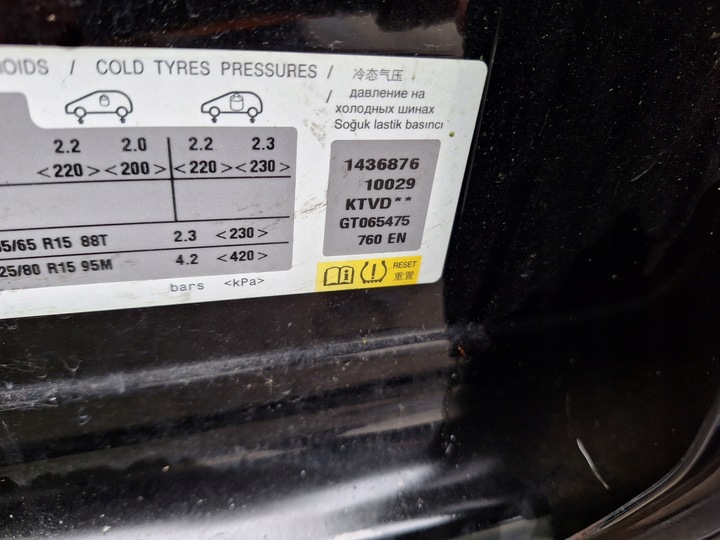 OIDS / COLD TYRES PRESSURES / 冷态气压
/ давление на
холодных шинах
Soğuk lastik basıncı
2.2 2.0 2.2 2.3
<220> <200> <220> <230>
5/65 R15 88T 2.3 <230>
25/80 R15 95M 4.2 <420>
bars <kPa>
1436876
10029
KTVD**
GT065475
760 EN
RESET
重置